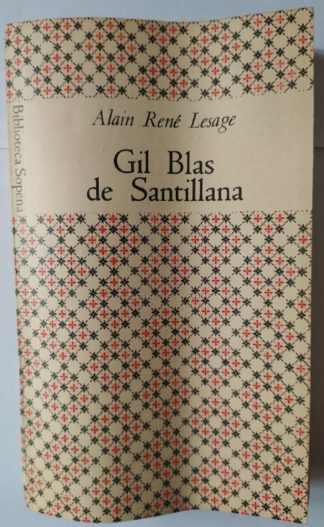 Alain René Lesage
Gil Blas
de Santillana
Biblioteca Sopena